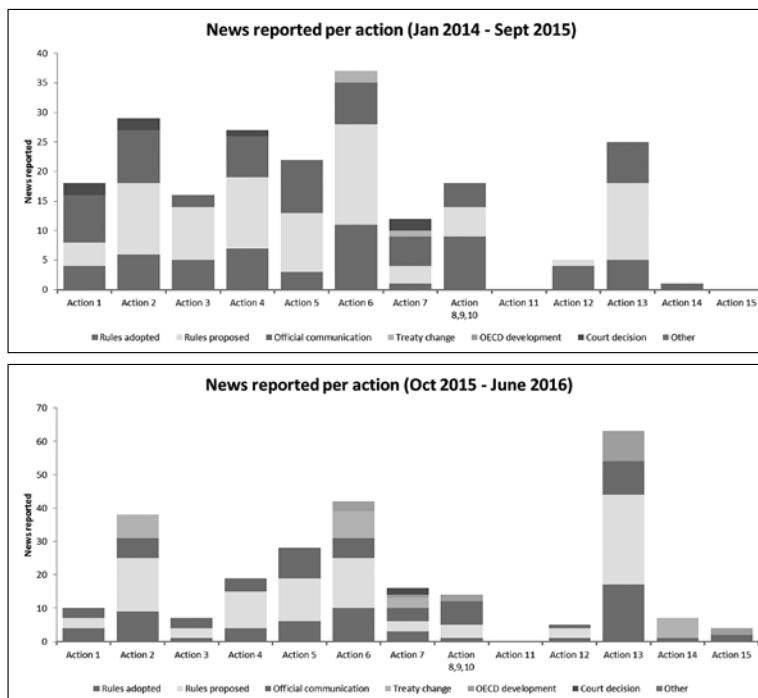 News reported per action (Jan 2014 - Sept 2015)
40
35
30
25
20
15
10
5
0
News reported
Action 1 Action 2 Action 3 Action 4 Action 5 Action 6 Action 7 Action 8,9,10 Action 11 Action 12 Action 13 Action 14 Action 15
Rules adopted Rules proposed Official communication Treaty change OECD development Court decision Other
News reported per action (Oct 2015 - June 2016)
70
60
50
40
30
20
10
0
News reported
Action 1 Action 2 Action 3 Action 4 Action 5 Action 6 Action 7 Action 8,9,10 Action 11 Action 12 Action 13 Action 14 Action 15
Rules adopted Rules proposed Official communication Treaty change OECD development Court decision Other